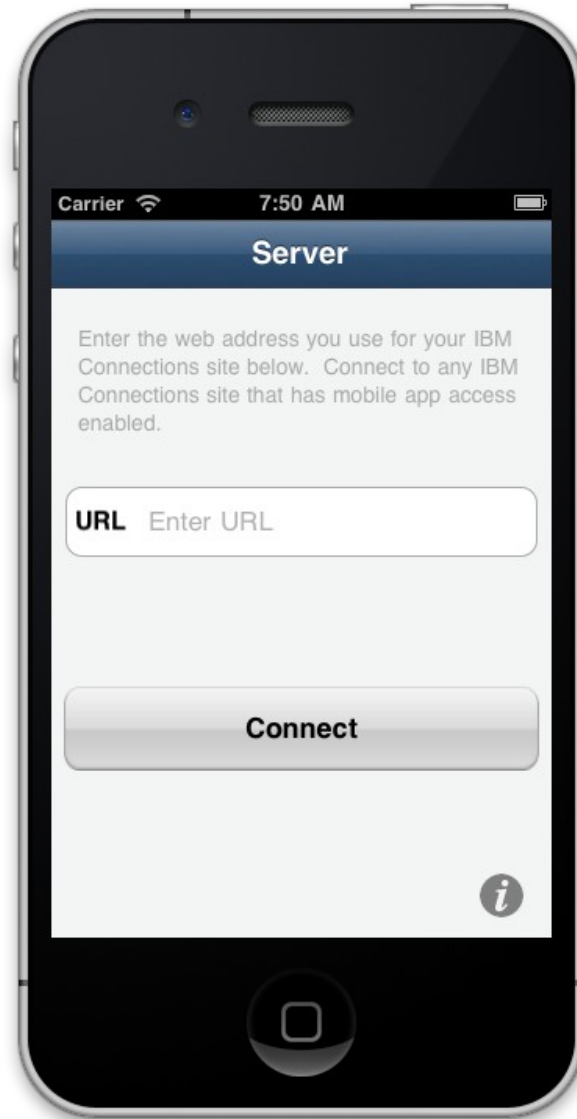 Carrier 7:50 AM
Server
Enter the web address you use for your IBM
Connections site below.  Connect to any IBM
Connections site that has mobile app access
enabled.
URL Enter URL
Connect
i